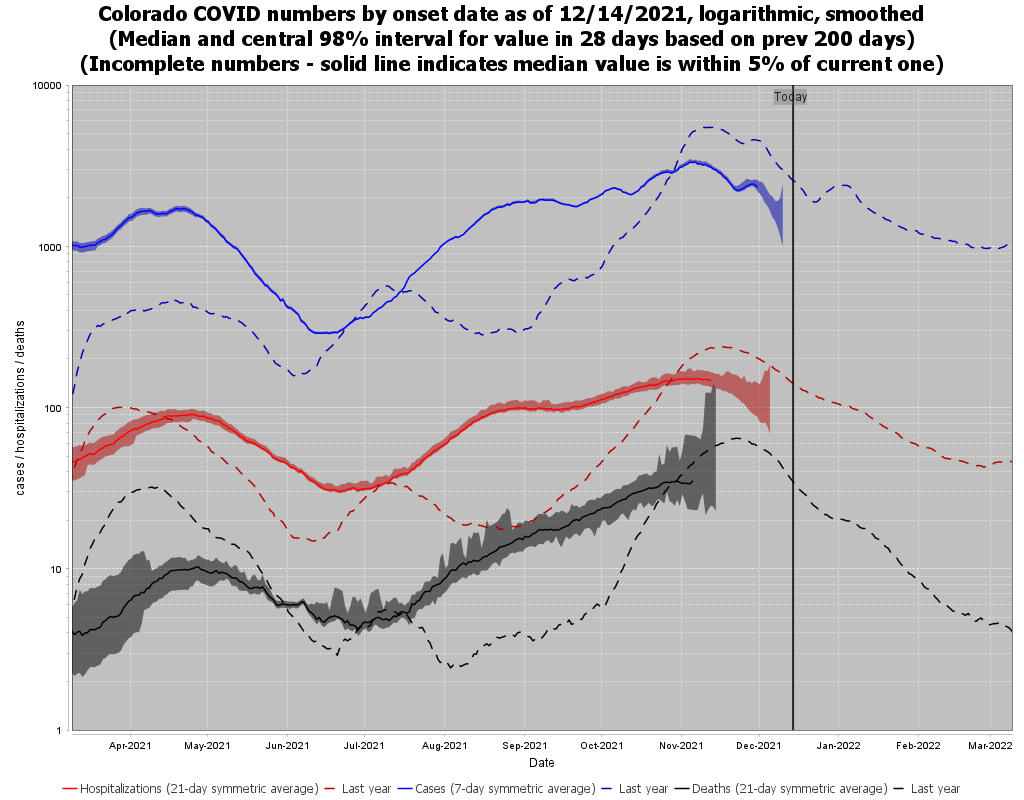 Colorado COVID numbers by onset date as of 12/14/2021, logarithmic, smoothed
(Median and central 98% interval for value in 28 days based on prev 200 days)
(Incomplete numbers - solid line indicates median value is within 5% of current one)
Today
cases / hospitalizations / deaths
10000
1000
100
10
1
Apr-2021 May-2021 Jun-2021 Jul-2021 Aug-2021 Sep-2021 Oct-2021 Nov-2021 Dec-2021 Jan-2022 Feb-2022 Mar-2022
Date
Hospitalizations (21-day symmetric average) Last year Cases (7-day symmetric average) Last year Deaths (21-day symmetric average) Last year